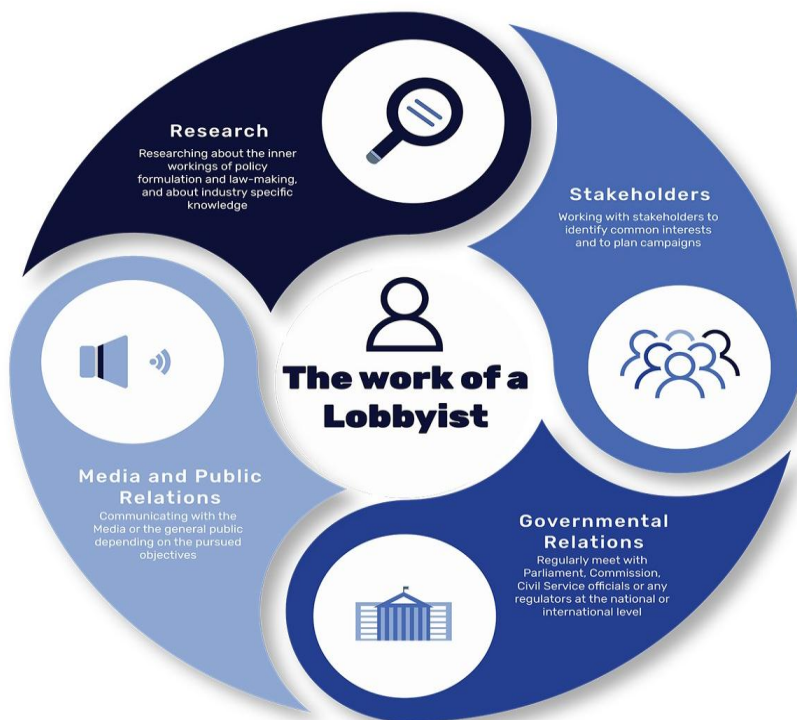 Research
Researching about the inner
workings of policy
formulation and law-making,
and about industry specific
knowledge
Stakeholders
Working with stakeholders to
identify common interests
and to plan campaigns
The work of a
Lobbyist
Media and Public
Relations
Communicating with the
Media or the general public
depending on the pursued
objectives
Governmental
Relations
Regularly meet with
Parliament, Commission,
Civil Service officials or any
regulators at the national or
international level